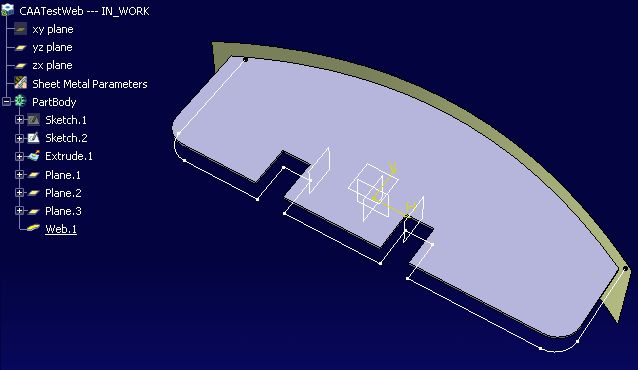 CAATestWeb --- IN_WORK
xy plane
yz plane
zx plane
Sheet Metal Parameters
PartBody
Sketch.1
Sketch.2
Extrude.1
Plane.1
Plane.2
Plane.3
Web.1